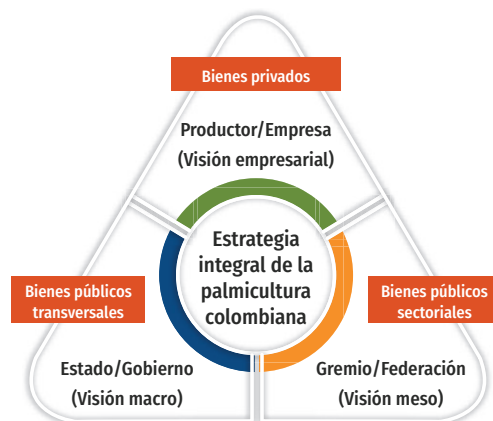 Bienes privados
Productor/Empresa
(Visión empresarial)
Estrategia
integral de la
palmicultura
colombiana
Bienes públicos
transversales
Bienes públicos
sectoriales
Estado/Gobierno
(Visión macro)
Gremio/Federación
(Visión meso)